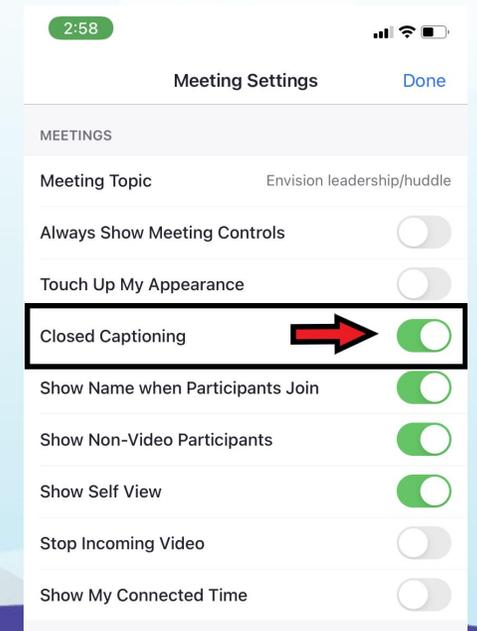 2:58
Meeting Settings Done
MEETINGS
Meeting Topic Envision leadership/huddle
Always Show Meeting Controls
Touch Up My Appearance
Closed Captioning
Show Name when Participants Join
Show Non-Video Participants
Show Self View
Stop Incoming Video
Show My Connected Time